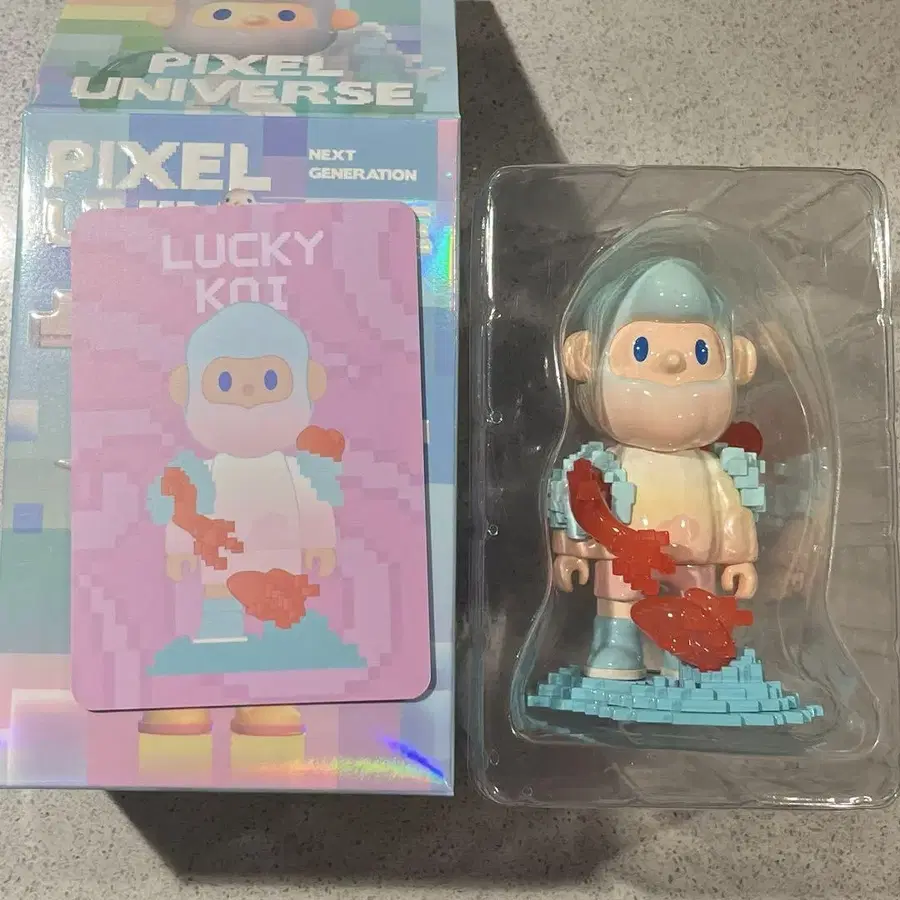 PIXEL
UNIVERSE
PIXEL
NEXT
GENERATION
LUCKY
KOI